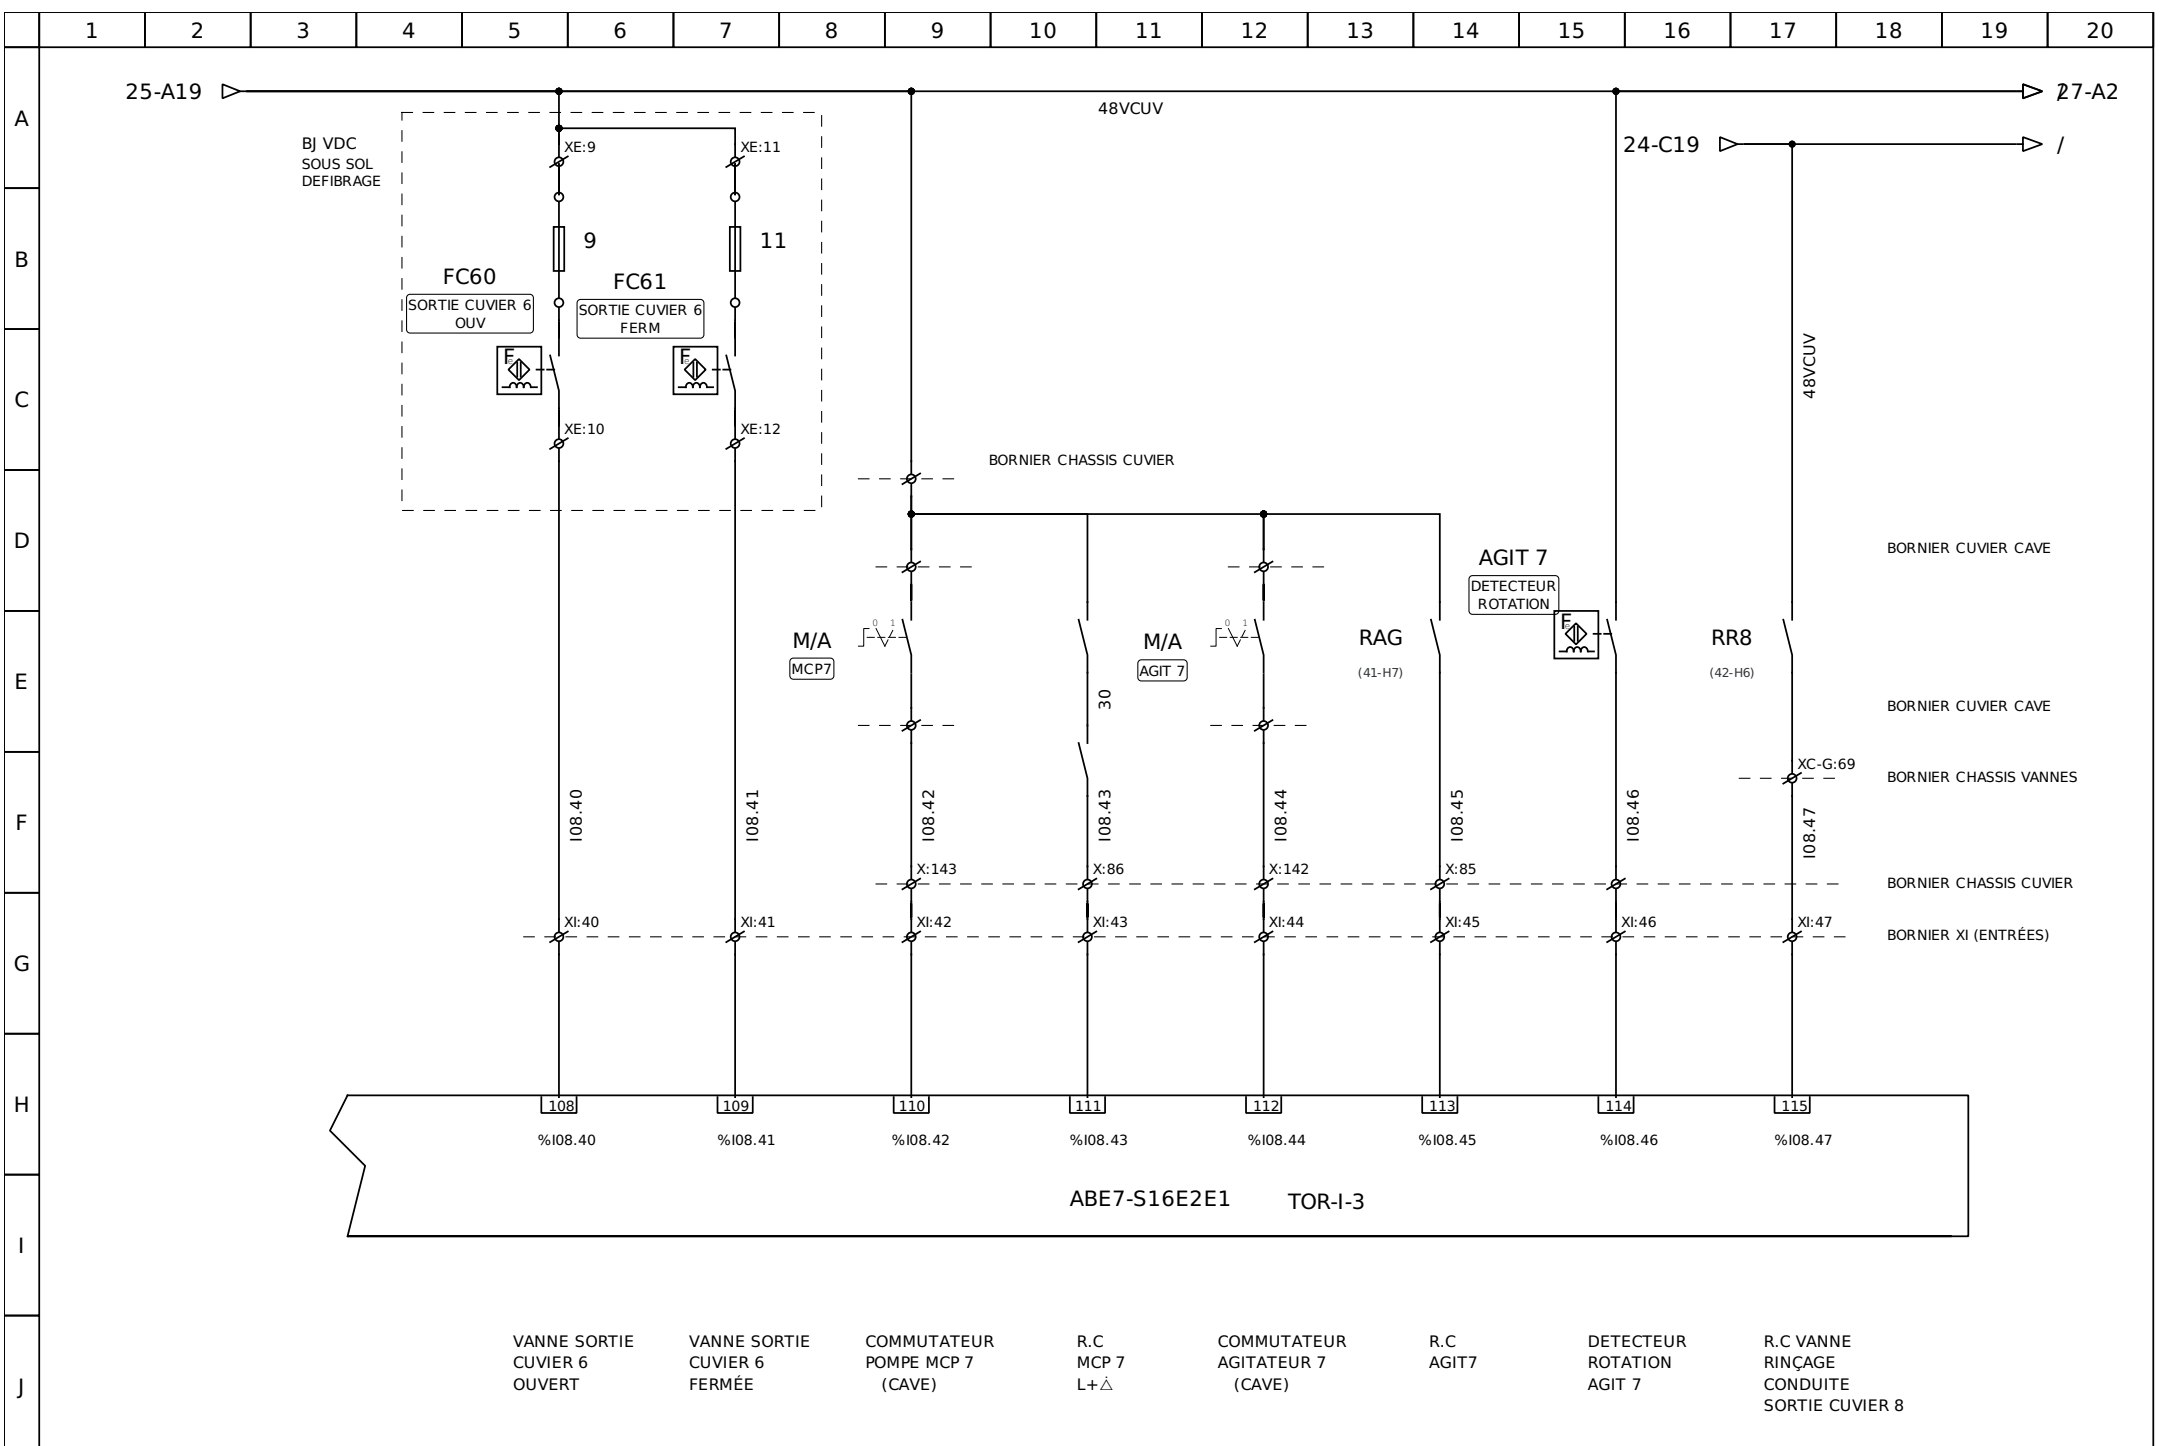 1 2 3 4 5 6 7 8 9 10 11 12 13 14 15 16 17 18 19 20
A
B
C
D
E
F
G
H
I
J
25-A19
48VCUV
/
27-A2
24-C19
/
BJ VDC
SOUS SOL
DEFIBRAGE
XE:9
XE:11
9
11
FC60
SORTIE CUVIER 6
OUV
FC61
SORTIE CUVIER 6
FERM
F
F
XE:10
XE:12
48VCUV
BORNIER CHASSIS CUVIER
AGIT 7
DETECTEUR
ROTATION
F
BORNIER CUVIER CAVE
M/A
MCP7
0 1
M/A
AGIT 7
0 1
RAG
(41-H7)
RR8
(42-H6)
30
BORNIER CUVIER CAVE
XC-G:69
BORNIER CHASSIS VANNES
I08.40
I08.41
I08.42
I08.43
I08.44
I08.45
I08.46
I08.47
X:143
X:86
X:142
X:85
BORNIER CHASSIS CUVIER
XI:40
XI:41
XI:42
XI:43
XI:44
XI:45
XI:46
XI:47
BORNIER XI (ENTRÉES)
108 109 110 111 112 113 114 115
%I08.40 %I08.41 %I08.42 %I08.43 %I08.44 %I08.45 %I08.46 %I08.47
ABE7-S16E2E1 TOR-I-3
VANNE SORTIE
CUVIER 6
OUVERT
VANNE SORTIE
CUVIER 6
FERMÉE
COMMUTATEUR
POMPE MCP 7
(CAVE)
R.C
MCP 7
L+△
COMMUTATEUR
AGITATEUR 7
(CAVE)
R.C
AGIT7
DETECTEUR
ROTATION
AGIT 7
R.C VANNE
RINÇAGE
CONDUITE
SORTIE CUVIER 8